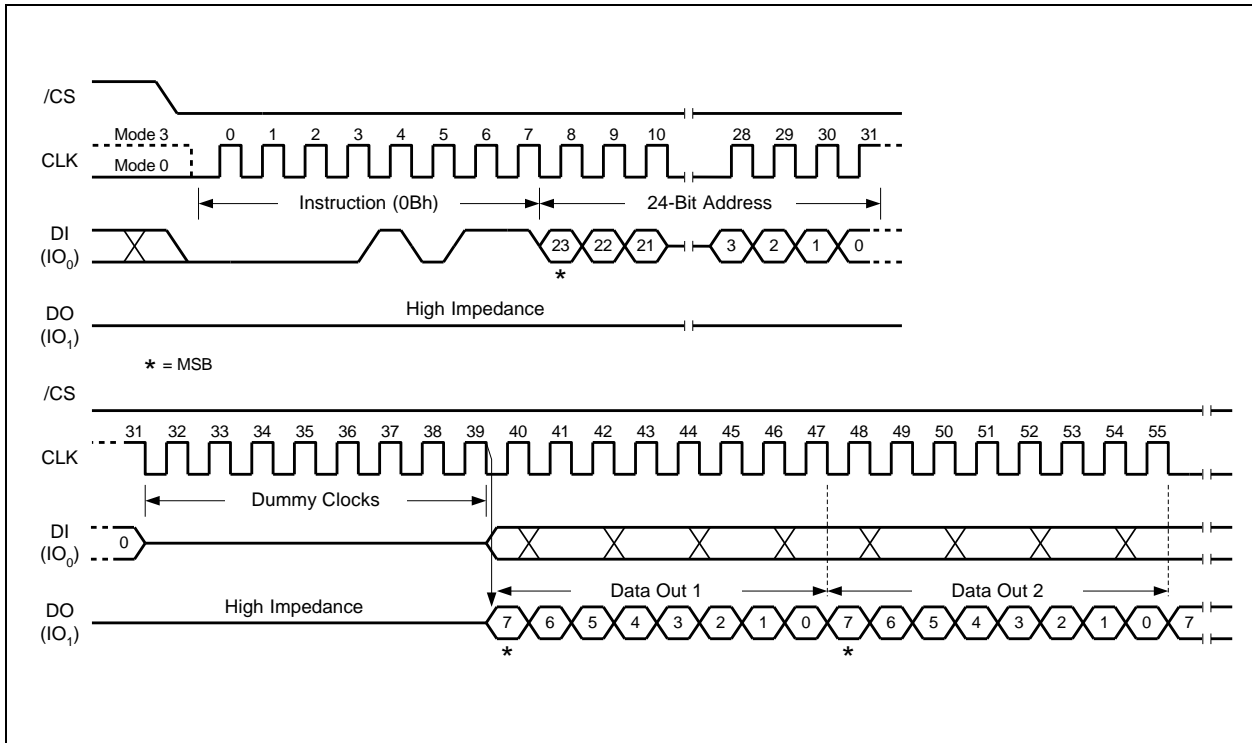 /CS
Mode 3
0 1 2 3 4 5 6 7 8 9 10 28 29 30 31
CLK
Mode 0
Instruction (0Bh) 24-Bit Address
DI
(IO0)
23 22 21 3 2 1 0
*
High Impedance
DO
(IO1)
* = MSB
/CS
31 32 33 34 35 36 37 38 39 40 41 42 43 44 45 46 47 48 49 50 51 52 53 54 55
CLK
Dummy Clocks
DI
(IO0)
0
Data Out 1 Data Out 2
High Impedance
DO
(IO1)
7 6 5 4 3 2 1 0 7 6 5 4 3 2 1 0 7
* *